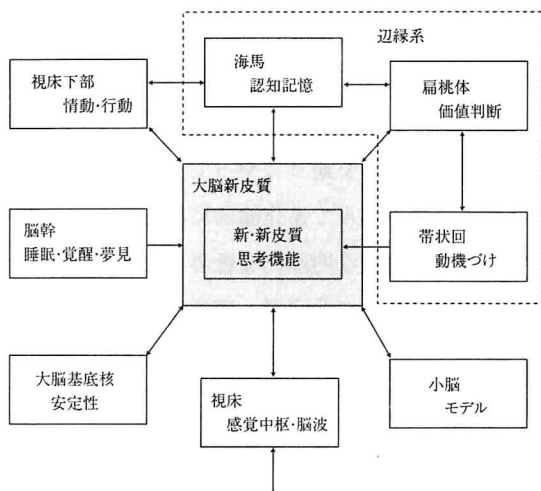 辺縁系
海馬
認知記憶
視床下部
情動・行動
扁桃体
価値判断
大脳新皮質
新・新皮質
思考機能
脳幹
睡眠・覚醒・夢見
帯状回
動機づけ
大脳基底核
安定性
視床
感覚中枢・脳波
小脳
モデル